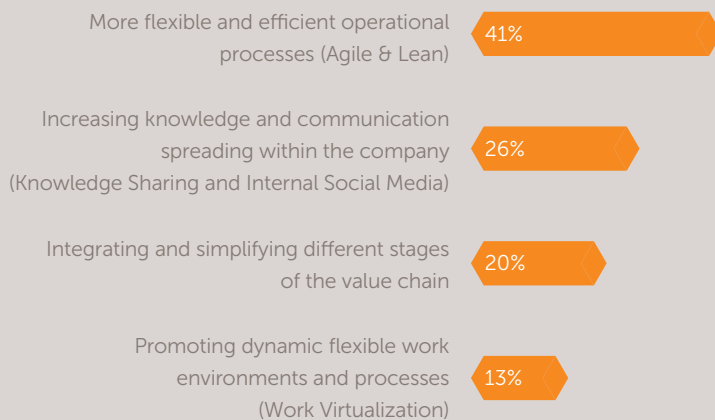 More flexible and efficient operational
processes (Agile & Lean)
41%
Increasing knowledge and communication
spreading within the company
(Knowledge Sharing and Internal Social Media)
26%
Integrating and simplifying different stages
of the value chain
20%
Promoting dynamic flexible work
environments and processes
(Work Virtualization)
13%